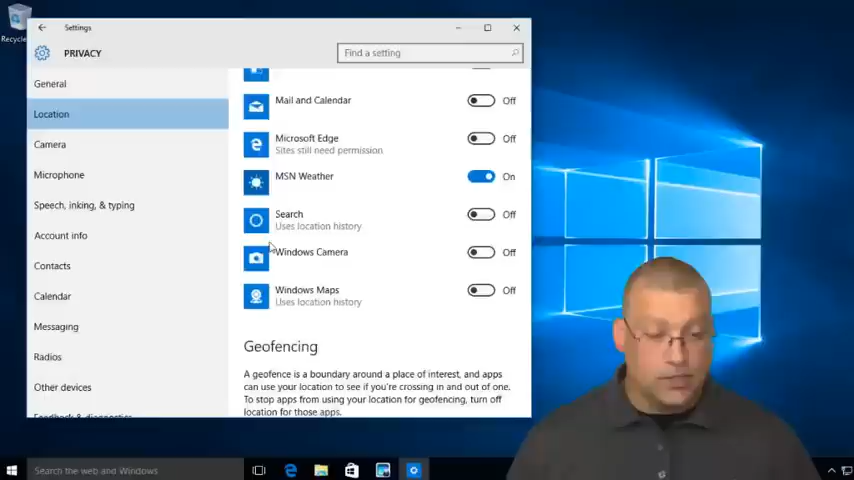 Recycle
Settings
PRIVACY
Find a setting
General
Location
Camera
Microphone
Speech, inking, & typing
Account info
Contacts
Calendar
Messaging
Radios
Other devices
Feedback & diagnostics
Mail and Calendar
Off
Microsoft Edge
Sites still need permission
Off
MSN Weather
On
Search
Uses location history
Off
Windows Camera
Off
Windows Maps
Uses location history
Off
Geofencing
A geofence is a boundary around a place of interest, and apps
can use your location to see if you're crossing in and out of one.
To stop apps from using your location for geofencing, turn off
location for those apps.
Search the web and Windows